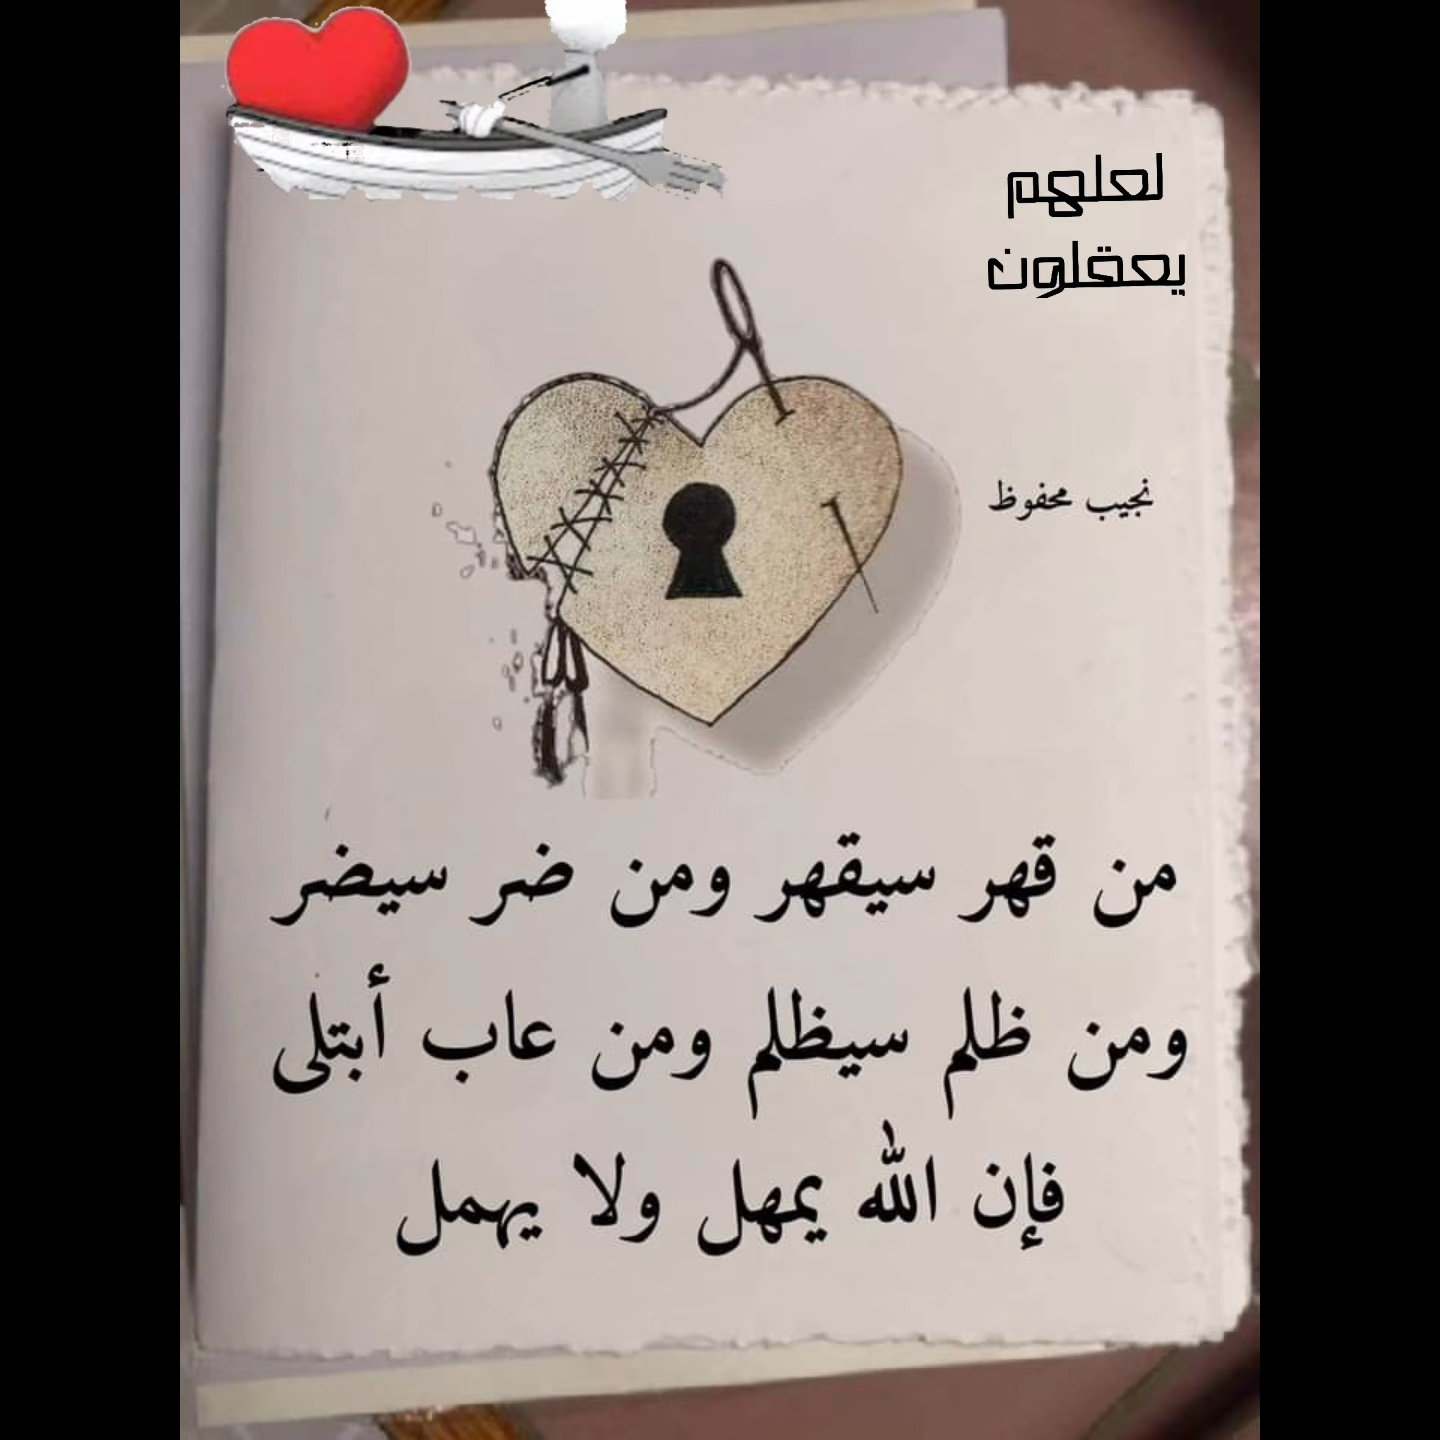 لعلهم
يعقلون
نجيب محفوظ
من قهر سيقهر ومن ضر سيضر
ومن ظلم سيظلم ومن عاب أبتلى
فإن الله يمهل ولا يهمل